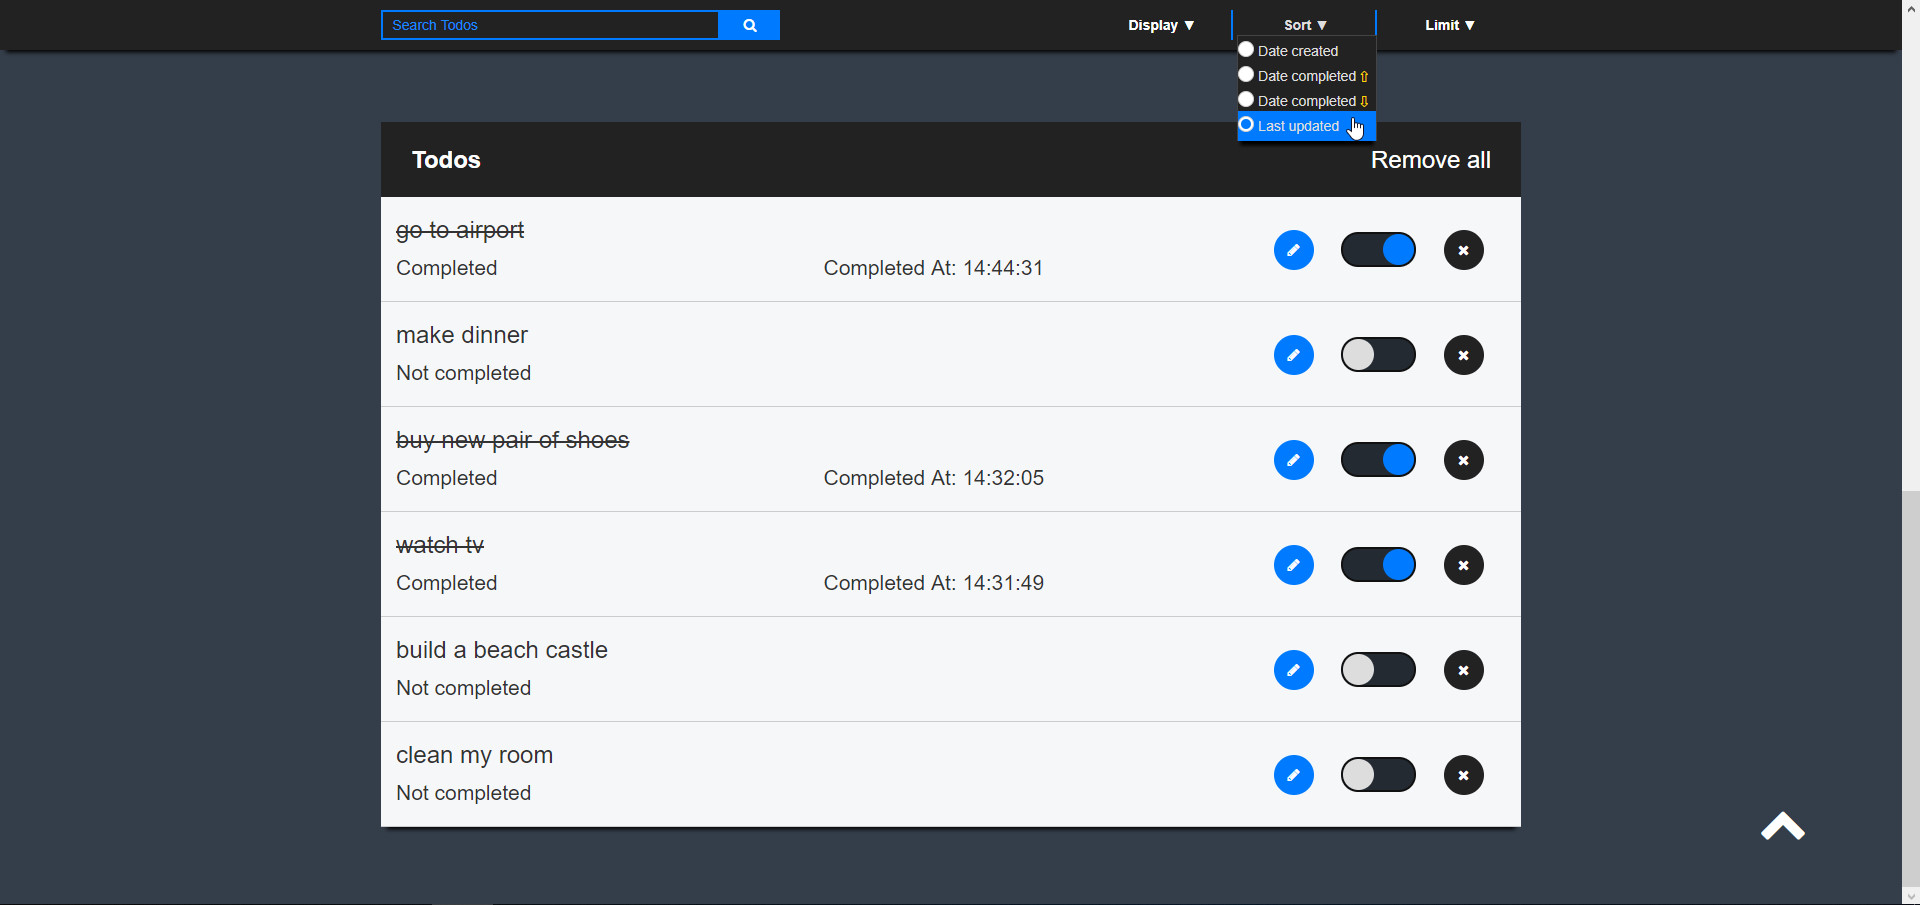 Search Todos
Display ▼
Sort ▼
Limit ▼
Date created
Date completed ⇧
Date completed ⇩
Last updated
Todos
Remove all
go to airport
Completed
Completed At: 14:44:31
make dinner
Not completed
buy new pair of shoes
Completed
Completed At: 14:32:05
watch tv
Completed
Completed At: 14:31:49
build a beach castle
Not completed
clean my room
Not completed